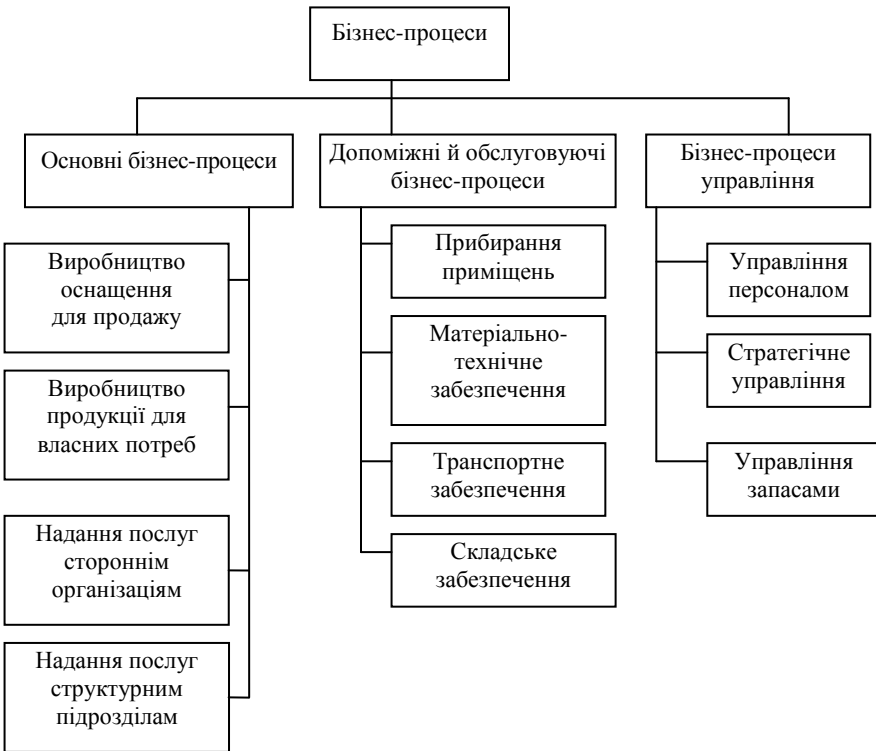 Бізнес-процеси
Основні бізнес-процеси
Допоміжні й обслуговуючі
бізнес-процеси
Бізнес-процеси
управління
Виробництво
оснащення
для продажу
Виробництво
продукції для
власних потреб
Надання послуг
стороннім
організаціям
Надання послуг
структурним
підрозділам
Прибирання
приміщень
Матеріально-
технічне
забезпечення
Транспортне
забезпечення
Складське
забезпечення
Управління
персоналом
Стратегічне
управління
Управління
запасами